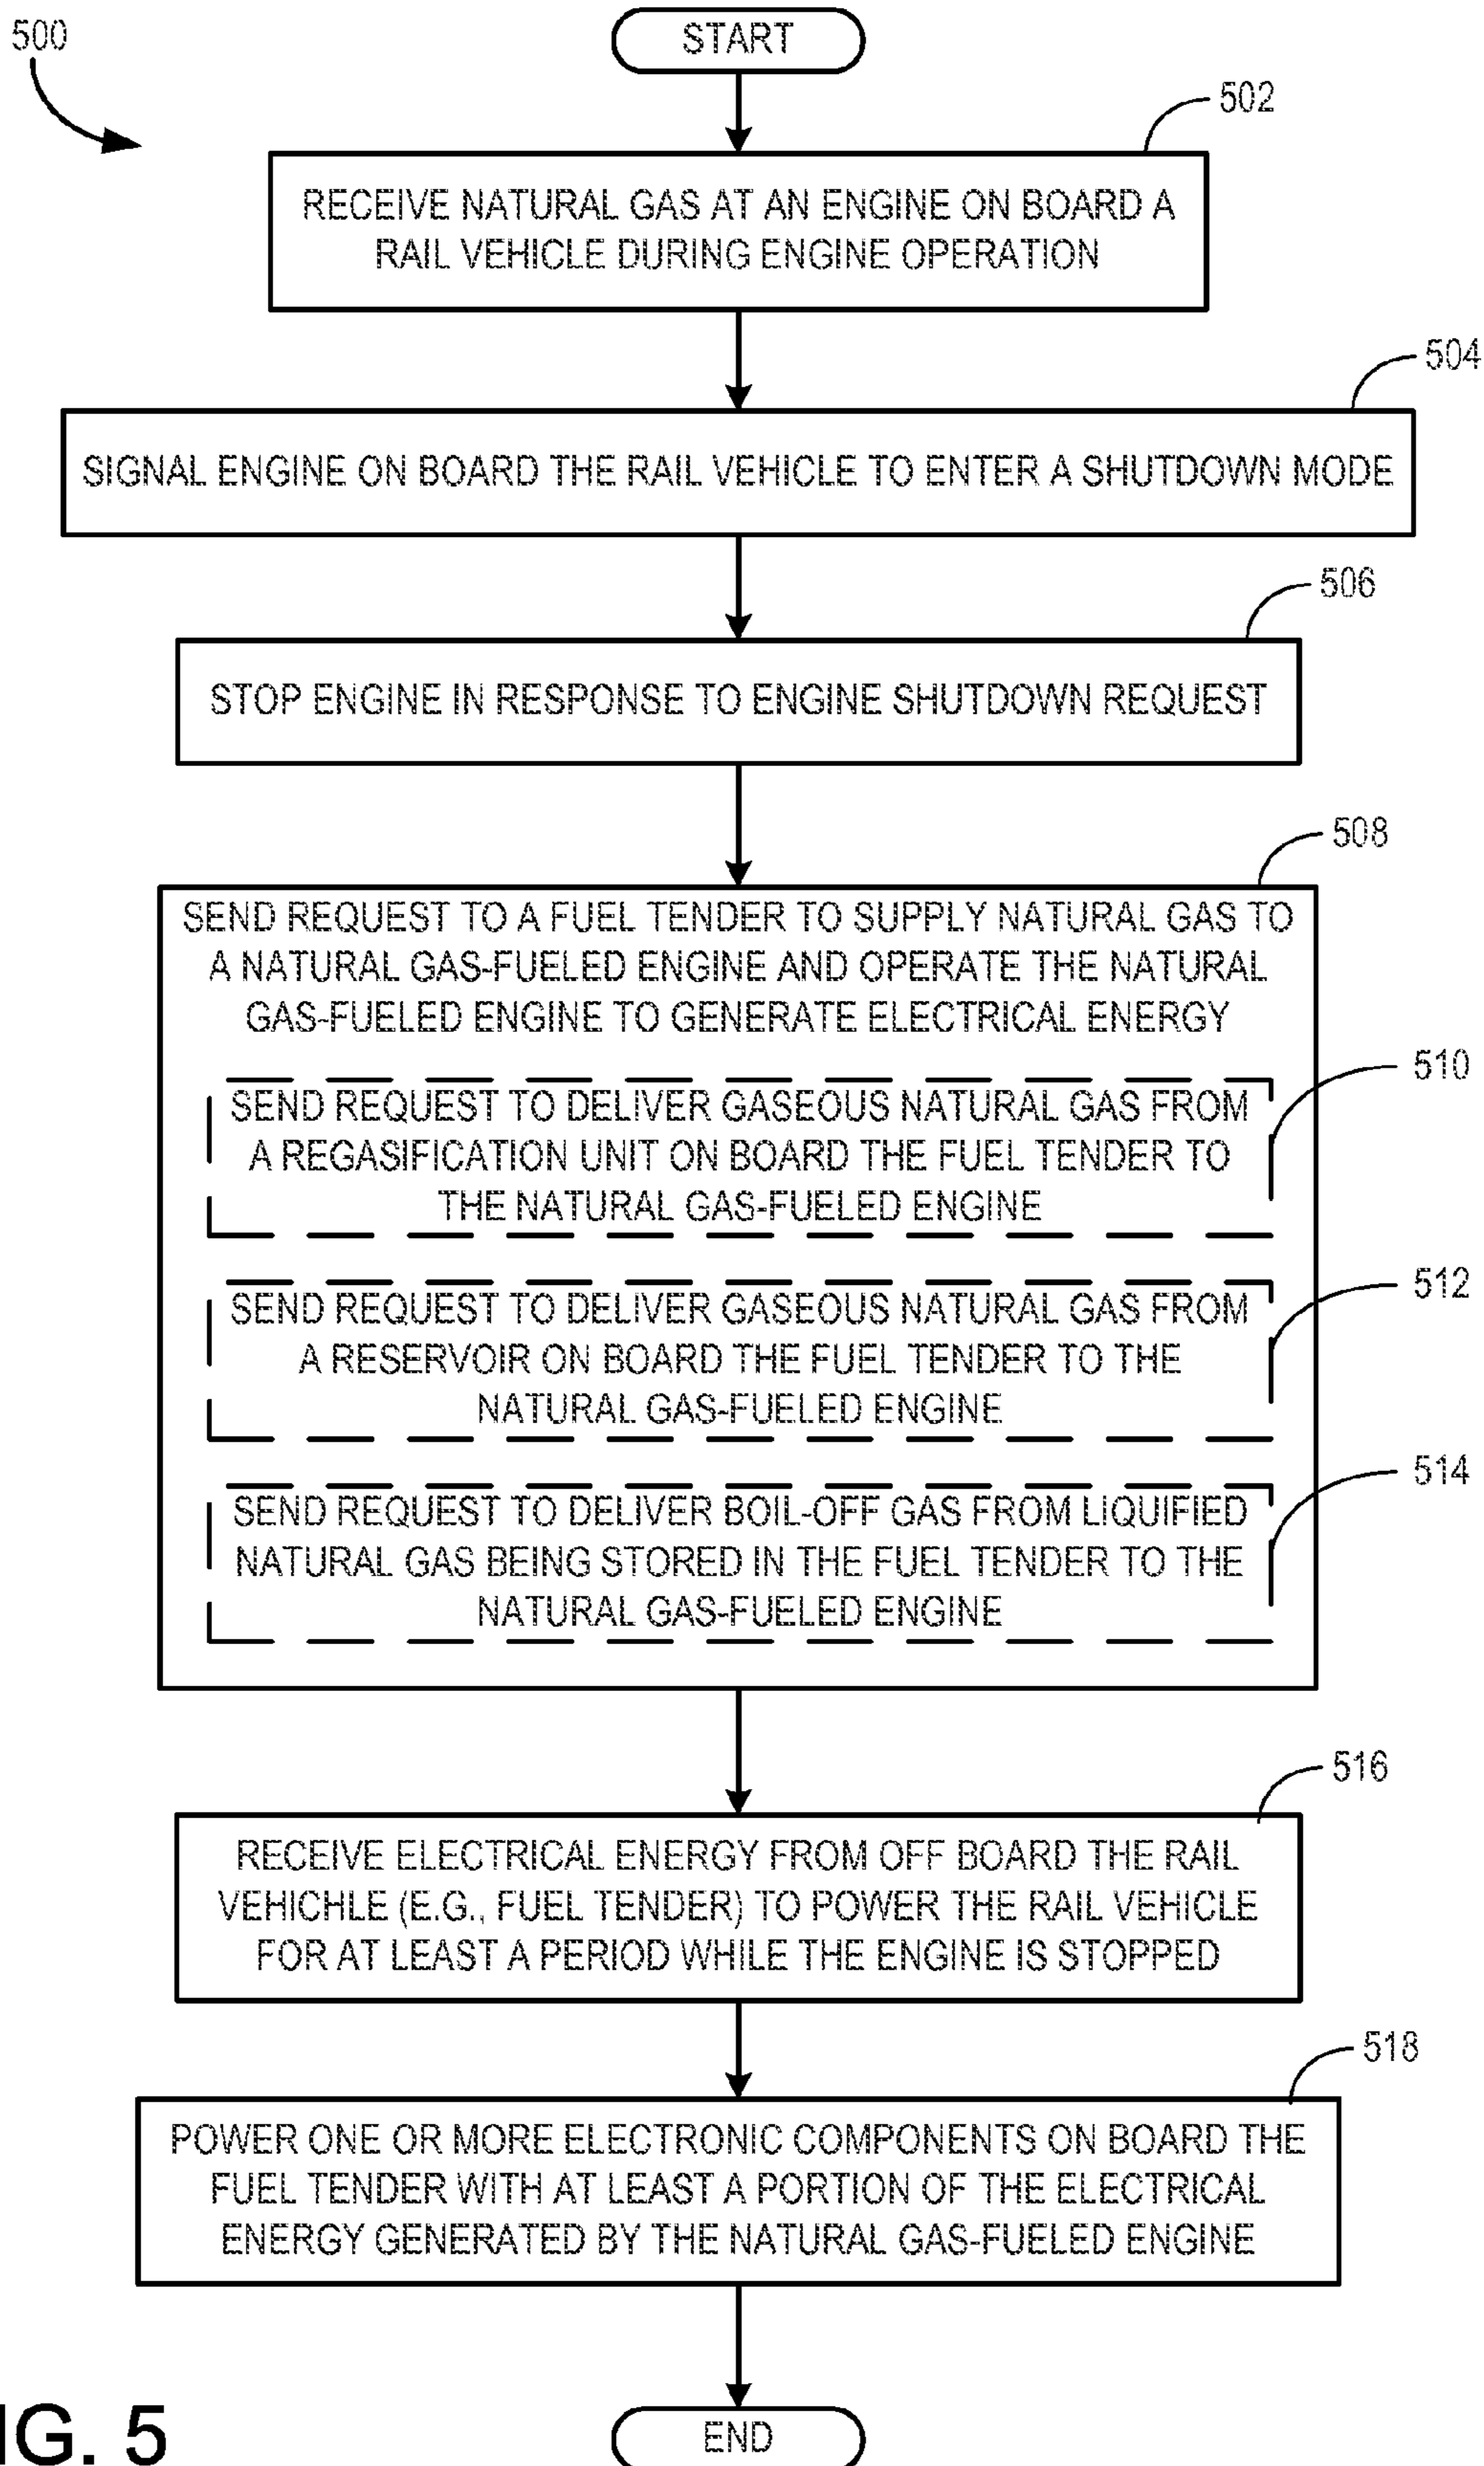 500
START
502
RECEIVE NATURAL GAS AT AN ENGINE ON BOARD A
RAIL VEHICLE DURING ENGINE OPERATION
504
SIGNAL ENGINE ON BOARD THE RAIL VEHICLE TO ENTER A SHUTDOWN MODE
506
STOP ENGINE IN RESPONSE TO ENGINE SHUTDOWN REQUEST
508
SEND REQUEST TO A FUEL TENDER TO SUPPLY NATURAL GAS TO
A NATURAL GAS-FUELED ENGINE AND OPERATE THE NATURAL
GAS-FUELED ENGINE TO GENERATE ELECTRICAL ENERGY
510
SEND REQUEST TO DELIVER GASEOUS NATURAL GAS FROM
A REGASIFICATION UNIT ON BOARD THE FUEL TENDER TO
THE NATURAL GAS-FUELED ENGINE
512
SEND REQUEST TO DELIVER GASEOUS NATURAL GAS FROM
A RESERVOIR ON BOARD THE FUEL TENDER TO THE
NATURAL GAS-FUELED ENGINE
514
SEND REQUEST TO DELIVER BOIL-OFF GAS FROM LIQUIFIED
NATURAL GAS BEING STORED IN THE FUEL TENDER TO THE
NATURAL GAS-FUELED ENGINE
516
RECEIVE ELECTRICAL ENERGY FROM OFF BOARD THE RAIL
VEHICHLE (E.G., FUEL TENDER) TO POWER THE RAIL VEHICLE
FOR AT LEAST A PERIOD WHILE THE ENGINE IS STOPPED
518
POWER ONE OR MORE ELECTRONIC COMPONENTS ON BOARD THE
FUEL TENDER WITH AT LEAST A PORTION OF THE ELECTRICAL
ENERGY GENERATED BY THE NATURAL GAS-FUELED ENGINE
END
IG. 5